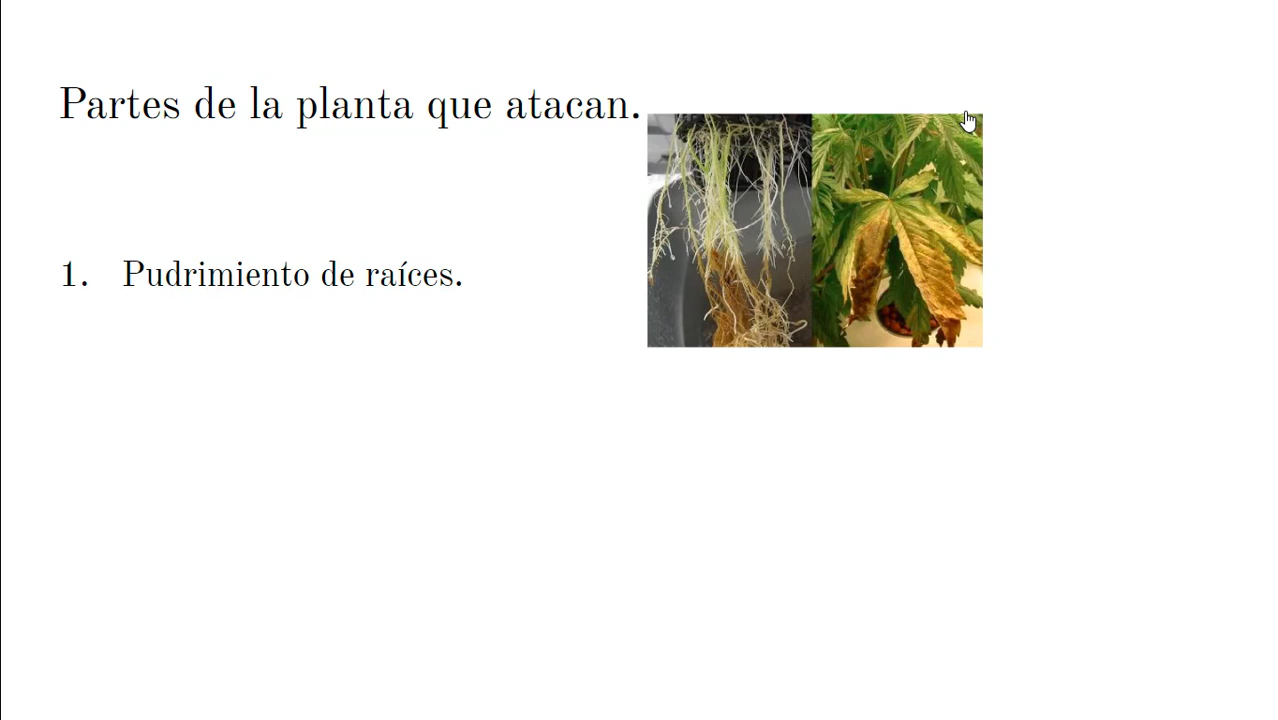 Partes de la planta que atacan.
1. Pudrimiento de raíces.